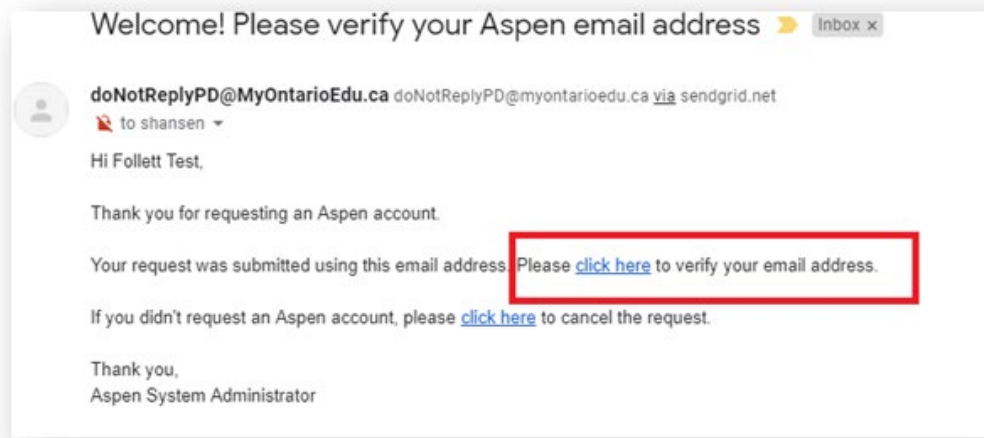 Welcome! Please verify your Aspen email address Inbox x
doNotReplyPD@MyOntarioEdu.ca doNotReplyPD@myontarioedu.ca via sendgrid.net
to shansen
Hi Follett Test,
Thank you for requesting an Aspen account.
Your request was submitted using this email address. Please click here to verify your email address.
If you didn't request an Aspen account, please click here to cancel the request.
Thank you,
Aspen System Administrator